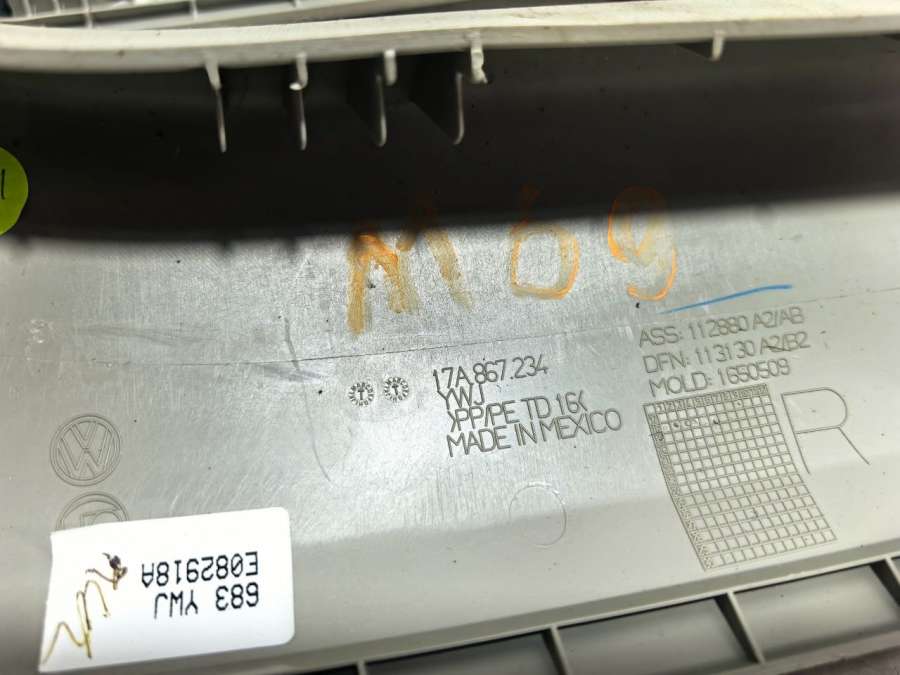 M 69
17A.867.234
YWJ
>PP/PE TD 16<
MADE IN MEXICO
ASS: 112880 A2/AB
DFN: 113130 A2/B2
MOLD: 1650509
R
683 YWJ
E082918A